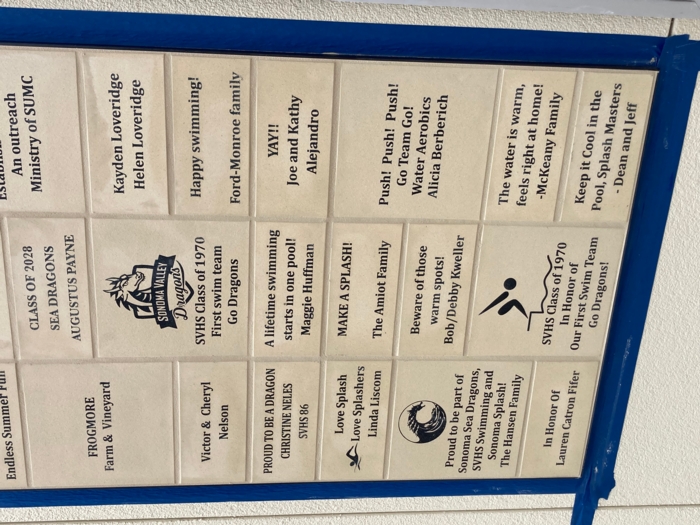 An outreach
Ministry of SUMC
Kayden Loveridge
Helen Loveridge
Happy swimming!
Ford-Monroe family
YAY!!
Joe and Kathy
Alejandro
Push! Push! Push!
Go Team Go!
Water Aerobics
Alicia Berberich
The water is warm,
feels right at home!
-McKeany Family
Keep it Cool in the
Pool, Splash Masters
- Dean and Jeff
CLASS OF 2028
SEA DRAGONS
AUGUSTUS PAYNE
SONOMA VALLEY
Dragons
SVHS Class of 1970
First swim team
Go Dragons
A lifetime swimming
starts in one pool!
Maggie Huffman
MAKE A SPLASH!
The Amiot Family
Beware of those
warm spots!
Bob/Debby Kweller
SVHS Class of 1970
In Honor of
Our First Swim Team
Go Dragons!
Endless Summer Fun
FROGMORE
Farm & Vineyard
Victor & Cheryl
Nelson
PROUD TO BE A DRAGON
CHRISTINE NELES
SVHS 86
Love Splash
Love Splashers
Linda Liscom
Proud to be part of
Sonoma Sea Dragons,
SVHS Swimming and
Sonoma Splash!
The Hansen Family
In Honor Of
Lauren Catron Fifer